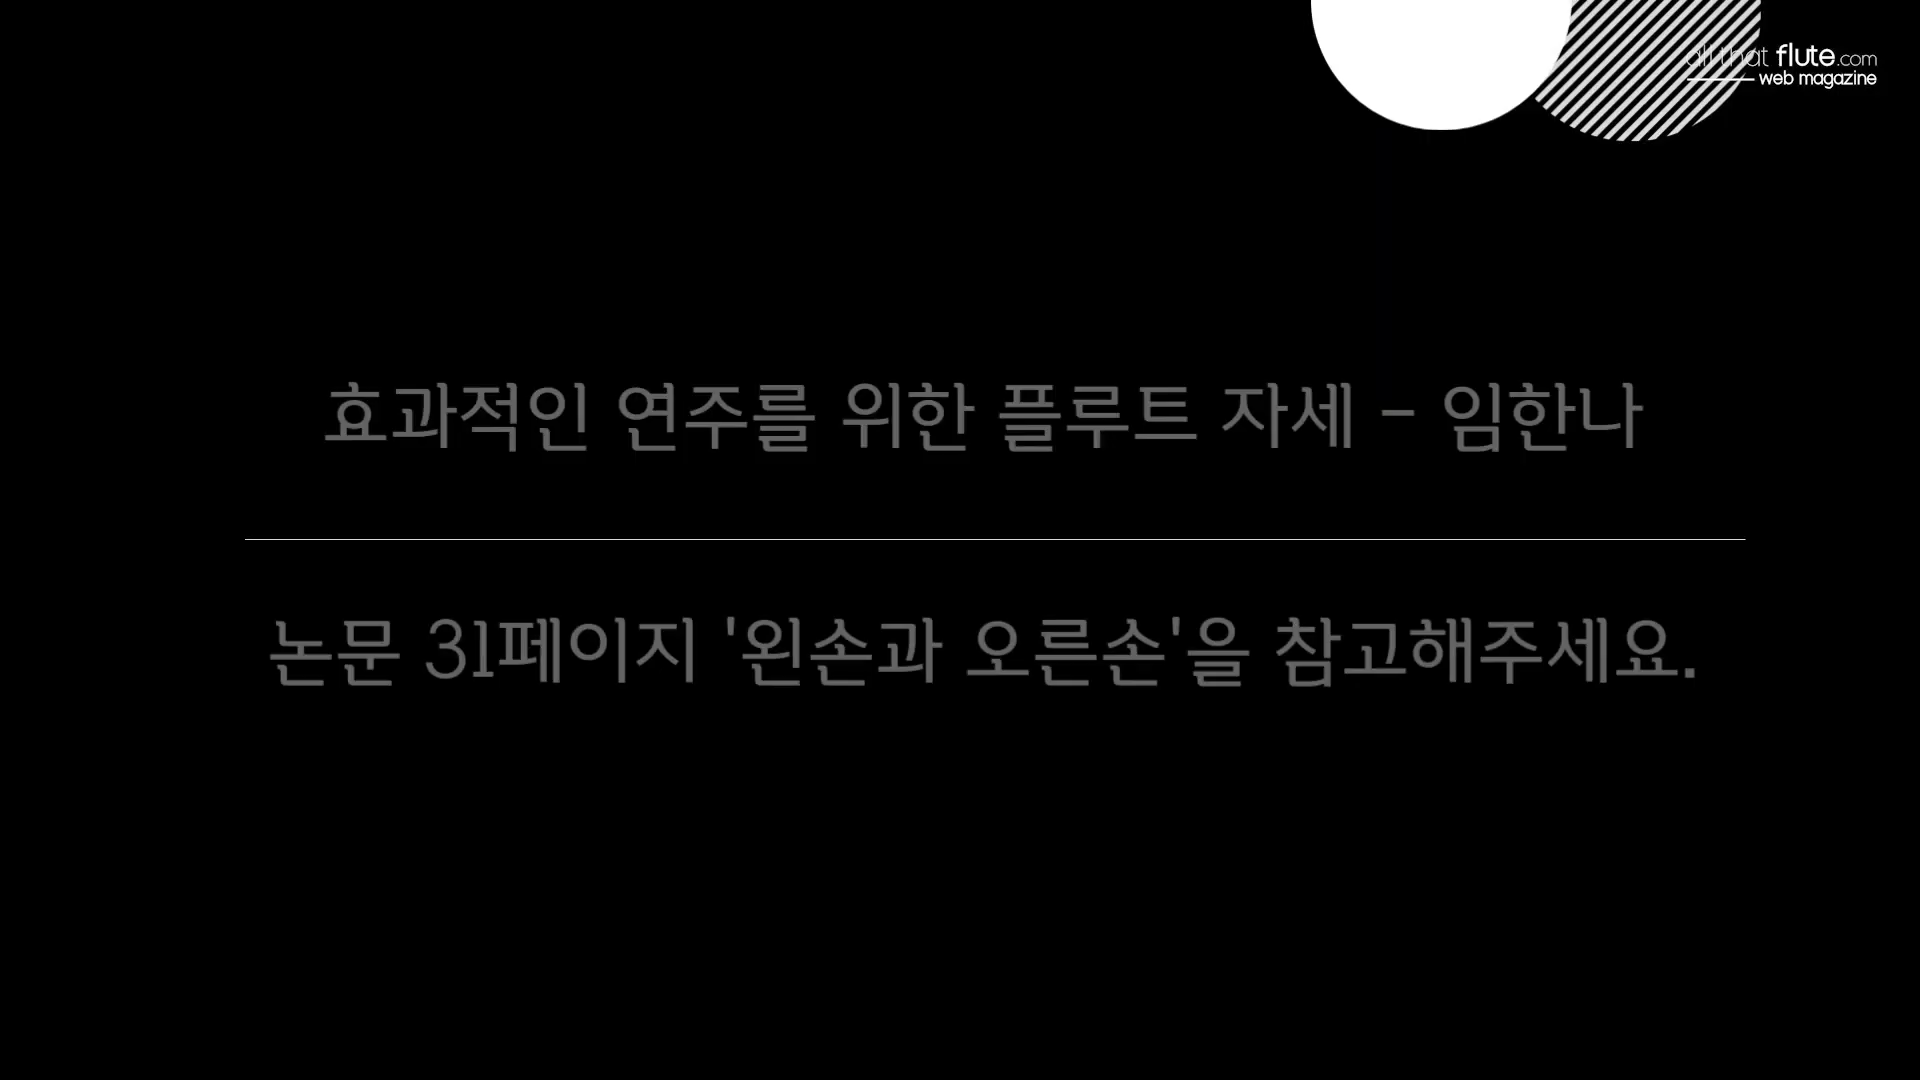 all that flute.com
web magazine
효과적인 연주를 위한 플루트 자세 - 임한나
논문 31페이지 '왼손과 오른손'을 참고해주세요.